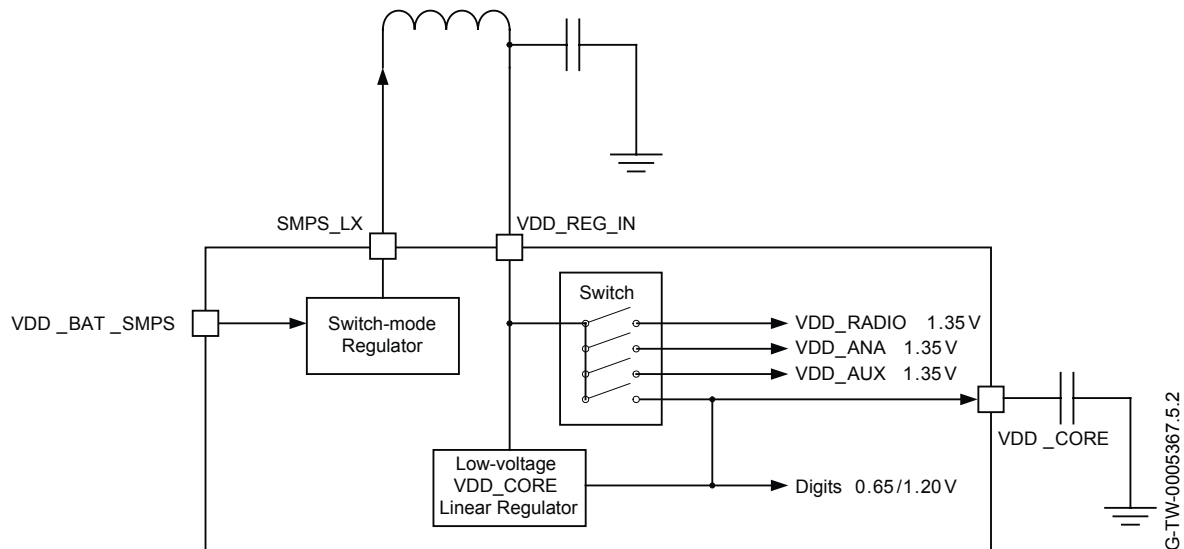 SMPS_LX
VDD_REG_IN
VDD _BAT _SMPS
Switch-mode
Regulator
Switch
VDD_RADIO 1.35 V
VDD_ANA 1.35 V
VDD_AUX 1.35 V
VDD _CORE
Low-voltage
VDD_CORE
Linear Regulator
Digits 0.65/1.20 V
G-TW-0005367.5.2